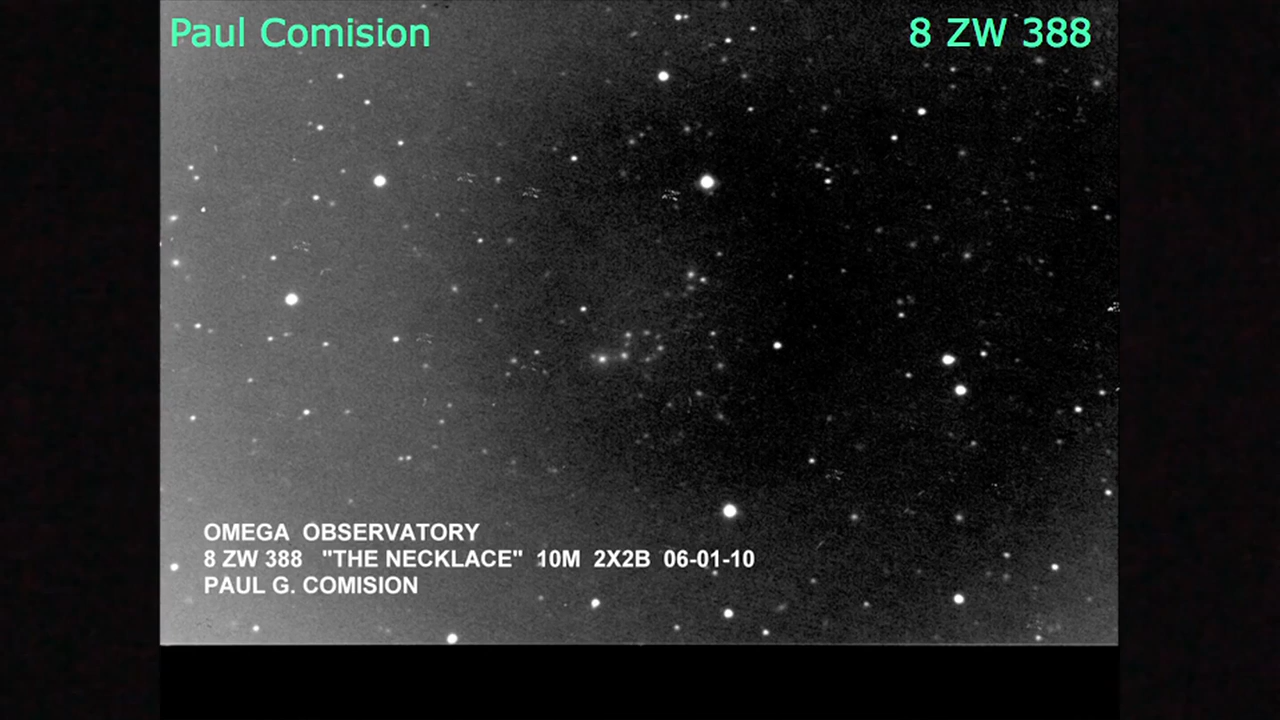 Paul Comision
8 ZW 388
OMEGA OBSERVATORY
8 ZW 388 "THE NECKLACE" 10M 2X2B 06-01-10
PAUL G. COMISION